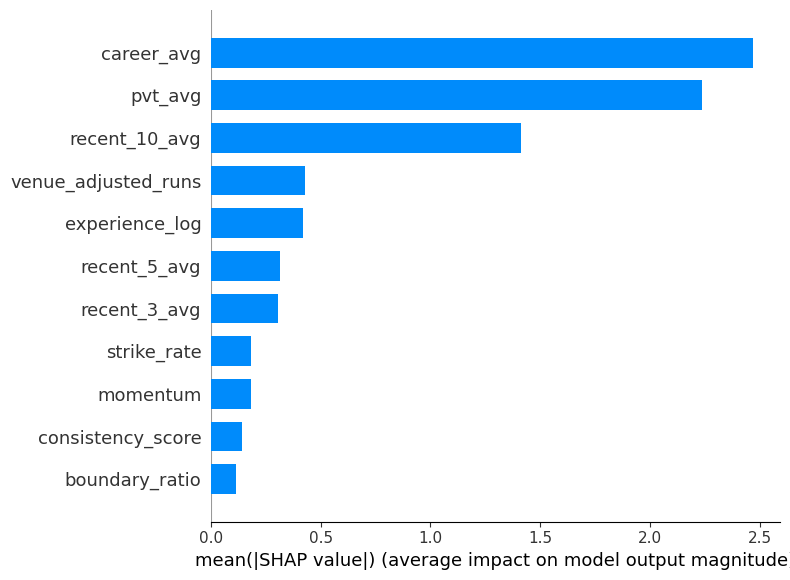 career_avg
pvt_avg
recent_10_avg
venue_adjusted_runs
experience_log
recent_5_avg
recent_3_avg
strike_rate
momentum
consistency_score
boundary_ratio
0.0 0.5 1.0 1.5 2.0 2.5
mean(|SHAP value|) (average impact on model output magnitude